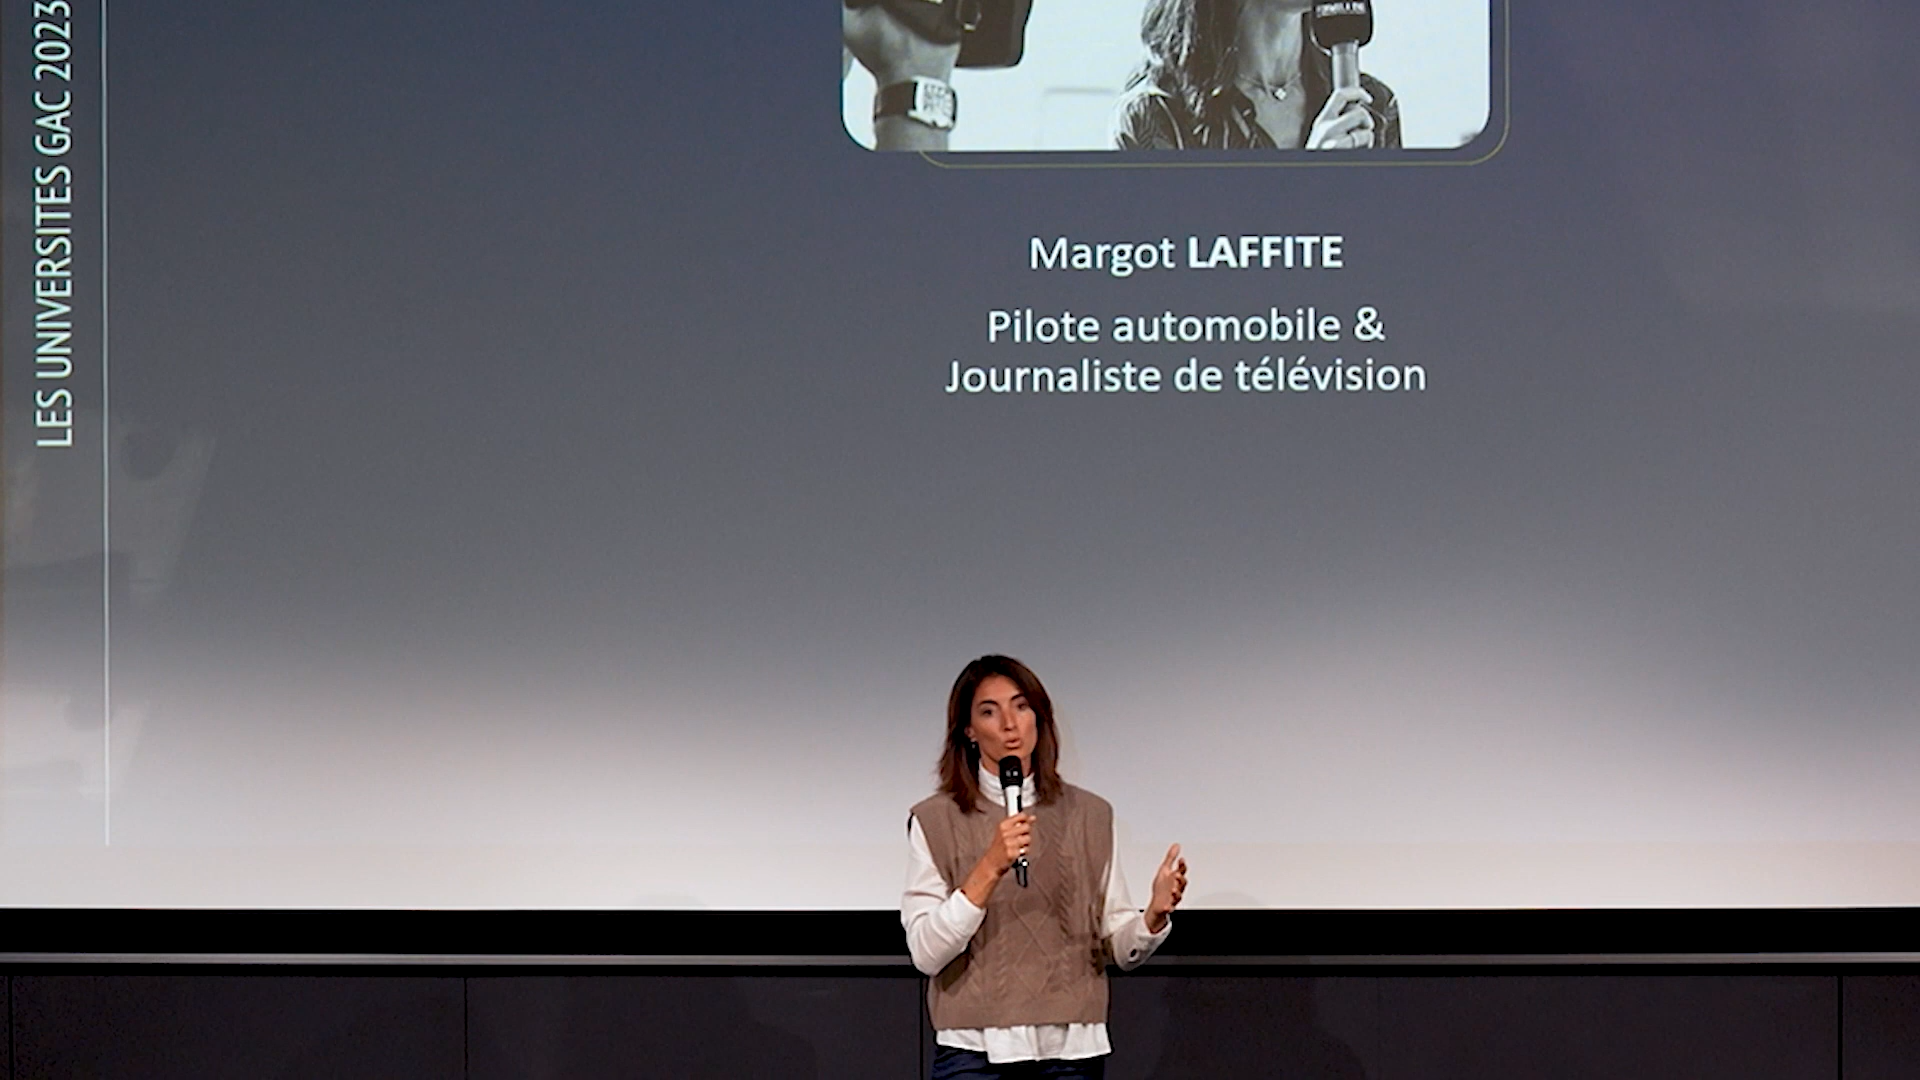 LES UNIVERSITES GAC 2023
Margot LAFFITE
Pilote automobile &
Journaliste de télévision